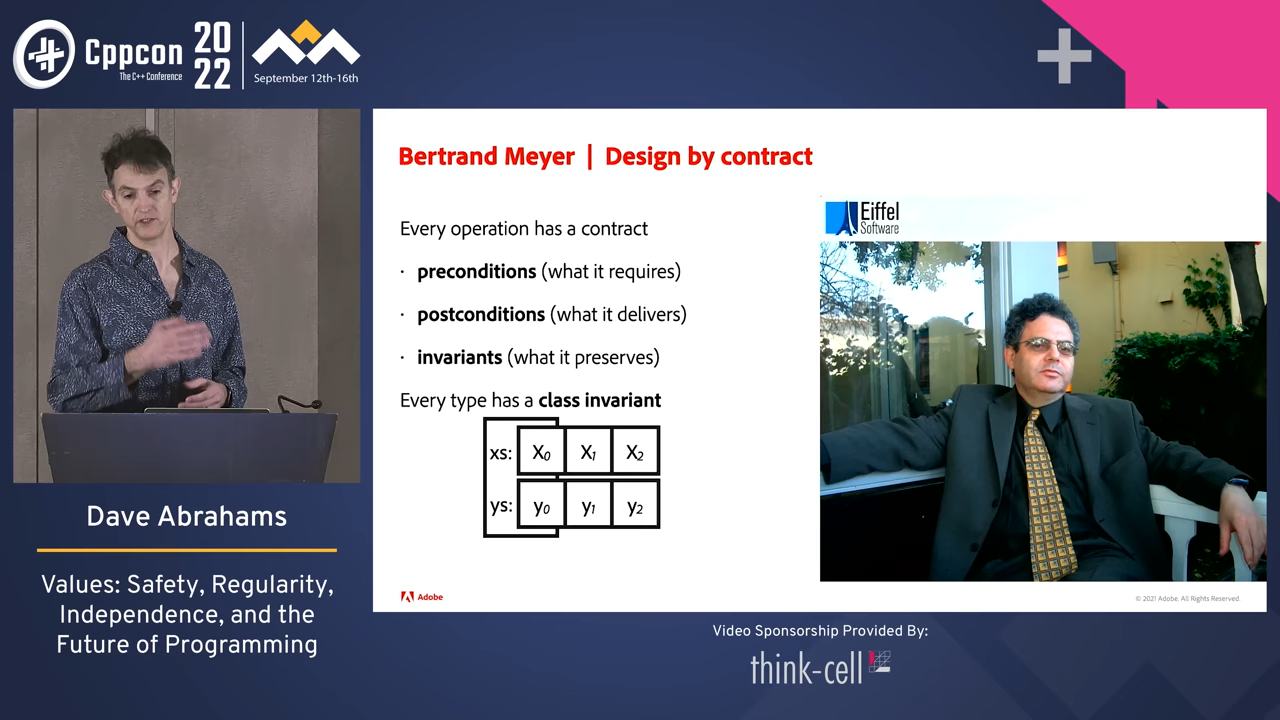 Cppcon
The C++ Conference
20
22
September 12th-16th
Bertrand Meyer | Design by contract
Every operation has a contract
· preconditions (what it requires)
· postconditions (what it delivers)
· invariants (what it preserves)
Every type has a class invariant
xs: X0 X1 X2
ys: y0 y1 y2
Eiffel
Software
Adobe
© 2021 Adobe. All Rights Reserved.
Dave Abrahams
Values: Safety, Regularity,
Independence, and the
Future of Programming
Video Sponsorship Provided By:
think-cell